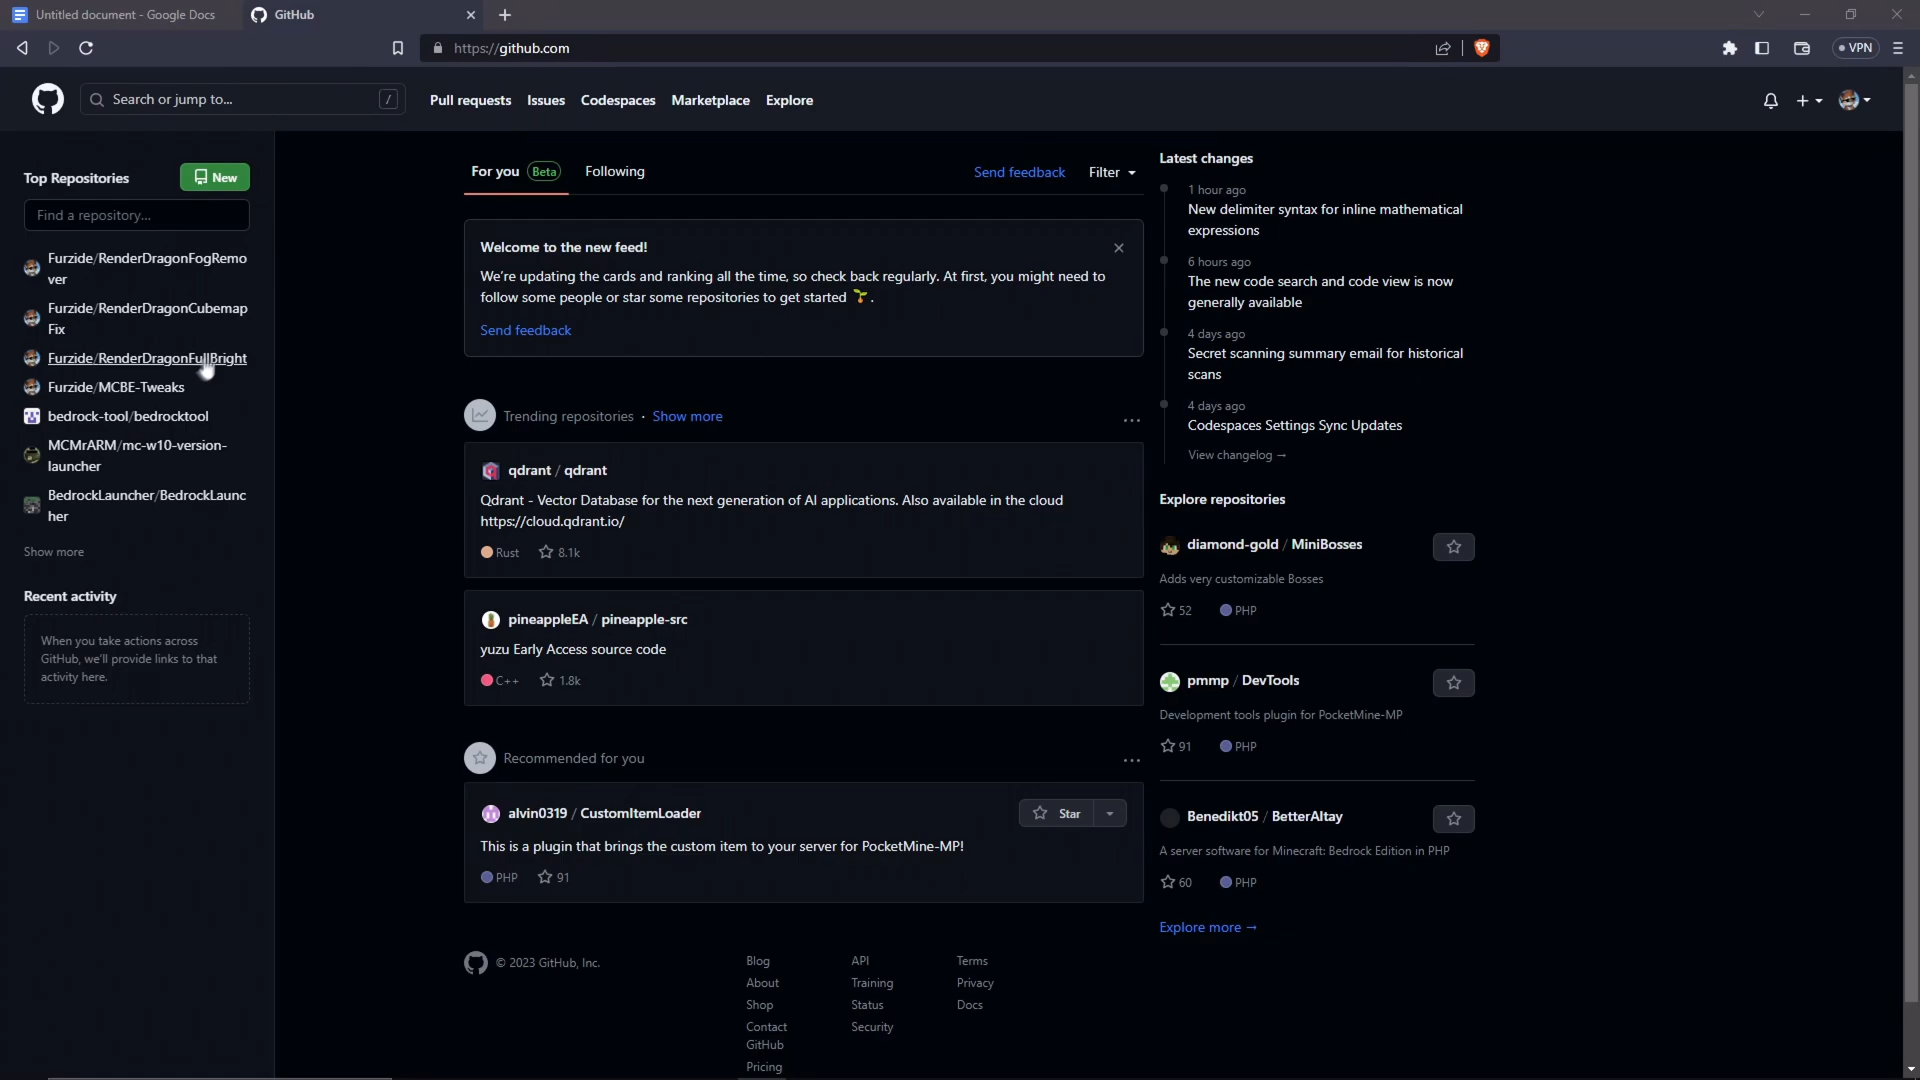 Untitled document - Google Docs
GitHub
https://github.com
VPN
Search or jump to...
/
Pull requests
Issues
Codespaces
Marketplace
Explore
Top Repositories
New
Find a repository...
Furzide/RenderDragonFogRemo
ver
Furzide/RenderDragonCubemap
Fix
Furzide/RenderDragonFullBright
Furzide/MCBE-Tweaks
bedrock-tool/bedrocktool
MCMrARM/mc-w10-version-
launcher
BedrockLauncher/BedrockLaunc
her
Show more
Recent activity
When you take actions across
GitHub, we'll provide links to that
activity here.
For you Beta
Following
Send feedback
Filter
Welcome to the new feed!
We're updating the cards and ranking all the time, so check back regularly. At first, you might need to
follow some people or star some repositories to get started 🌱.
Send feedback
Trending repositories · Show more
qdrant / qdrant
Qdrant - Vector Database for the next generation of AI applications. Also available in the cloud
https://cloud.qdrant.io/
Rust 8.1k
pineappleEA / pineapple-src
yuzu Early Access source code
C++ 1.8k
Recommended for you
alvin0319 / CustomItemLoader
Star
This is a plugin that brings the custom item to your server for PocketMine-MP!
PHP 91
© 2023 GitHub, Inc.
Blog
About
Shop
Contact
GitHub
Pricing
API
Training
Status
Security
Terms
Privacy
Docs
Latest changes
1 hour ago
New delimiter syntax for inline mathematical
expressions
6 hours ago
The new code search and code view is now
generally available
4 days ago
Secret scanning summary email for historical
scans
4 days ago
Codespaces Settings Sync Updates
View changelog →
Explore repositories
diamond-gold / MiniBosses
Adds very customizable Bosses
52 PHP
pmmp / DevTools
Development tools plugin for PocketMine-MP
91 PHP
Benedikt05 / BetterAltay
A server software for Minecraft: Bedrock Edition in PHP
60 PHP
Explore more →